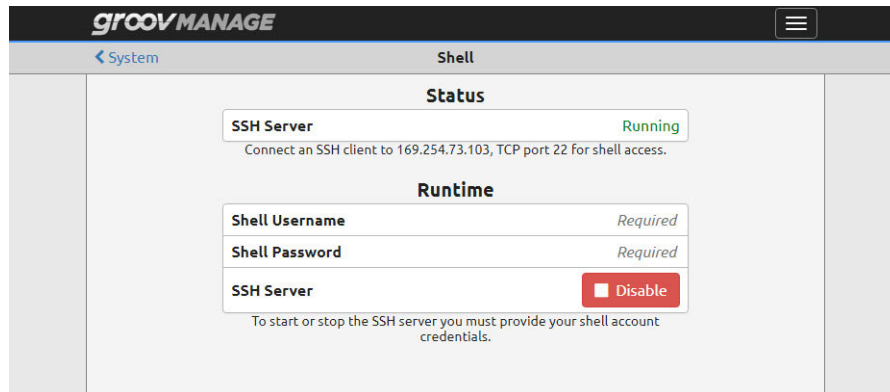 groov MANAGE
System
Shell
Status
SSH Server Running
Connect an SSH client to 169.254.73.103, TCP port 22 for shell access.
Runtime
Shell Username Required
Shell Password Required
SSH Server Disable
To start or stop the SSH server you must provide your shell account
credentials.